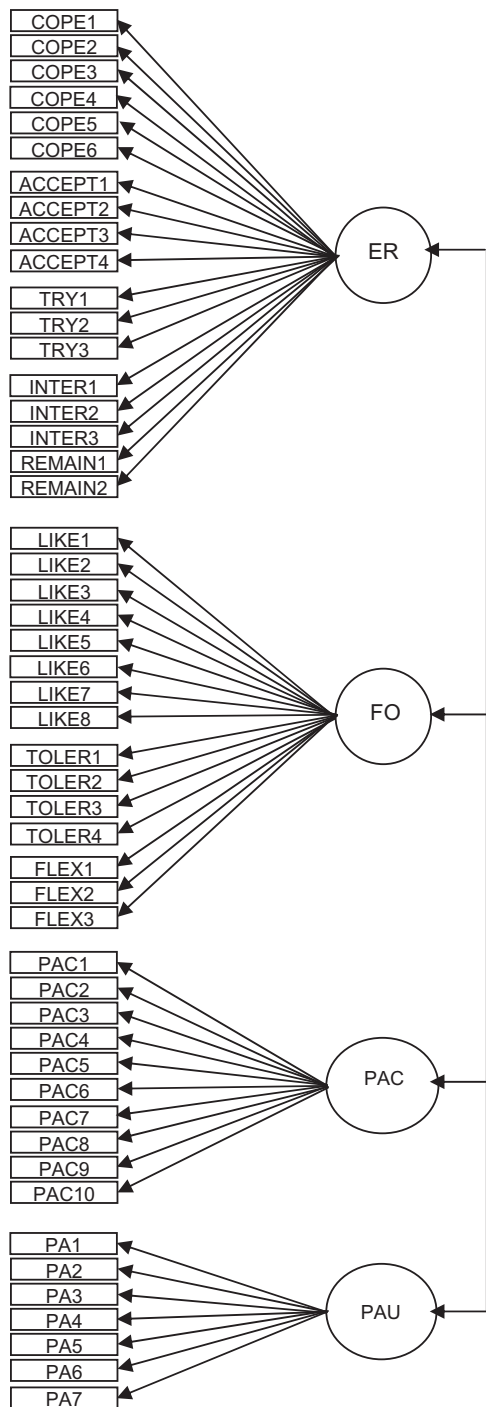 COPE1
COPE2
COPE3
COPE4
COPE5
COPE6
ACCEPT1
ACCEPT2
ACCEPT3
ACCEPT4
TRY1
TRY2
TRY3
INTER1
INTER2
INTER3
REMAIN1
REMAIN2
ER
LIKE1
LIKE2
LIKE3
LIKE4
LIKE5
LIKE6
LIKE7
LIKE8
TOLER1
TOLER2
TOLER3
TOLER4
FLEX1
FLEX2
FLEX3
FO
PAC1
PAC2
PAC3
PAC4
PAC5
PAC6
PAC7
PAC8
PAC9
PAC10
PAC
PA1
PA2
PA3
PA4
PA5
PA6
PA7
PAU